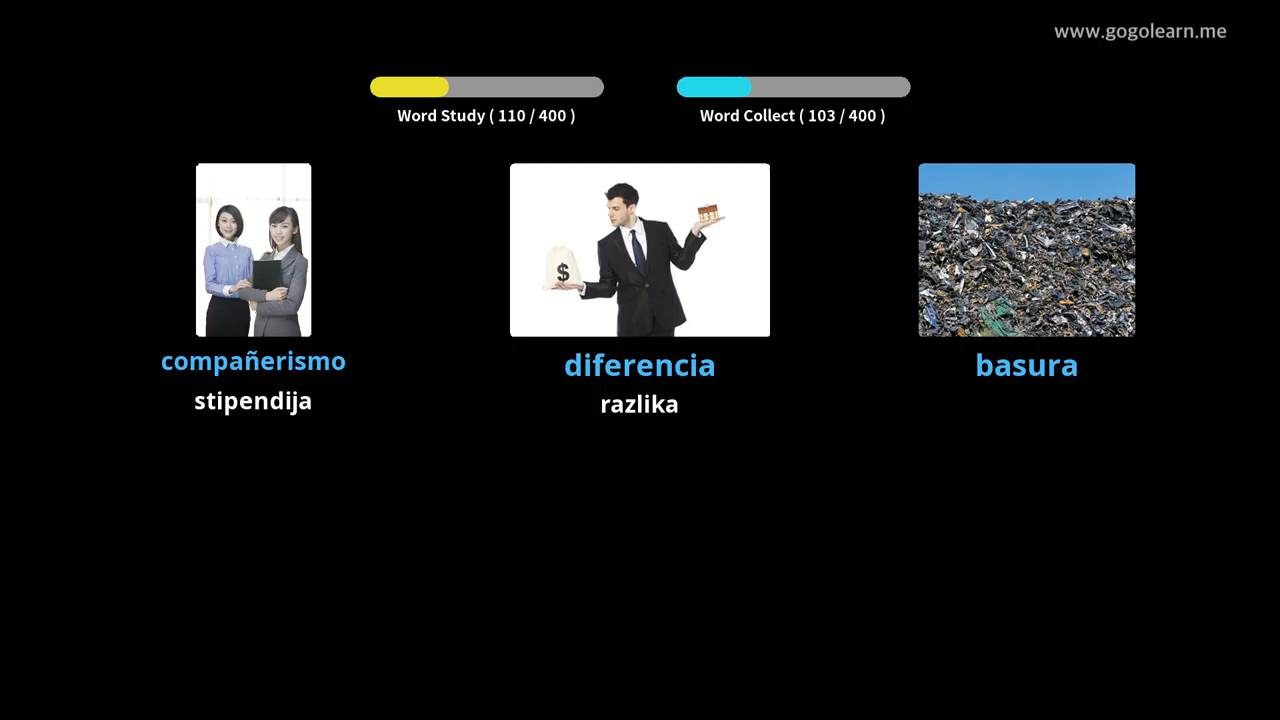 www.gogolearn.me
Word Study ( 110 / 400 )
Word Collect ( 103 / 400 )
$
compañerismo
stipendija
diferencia
razlika
basura